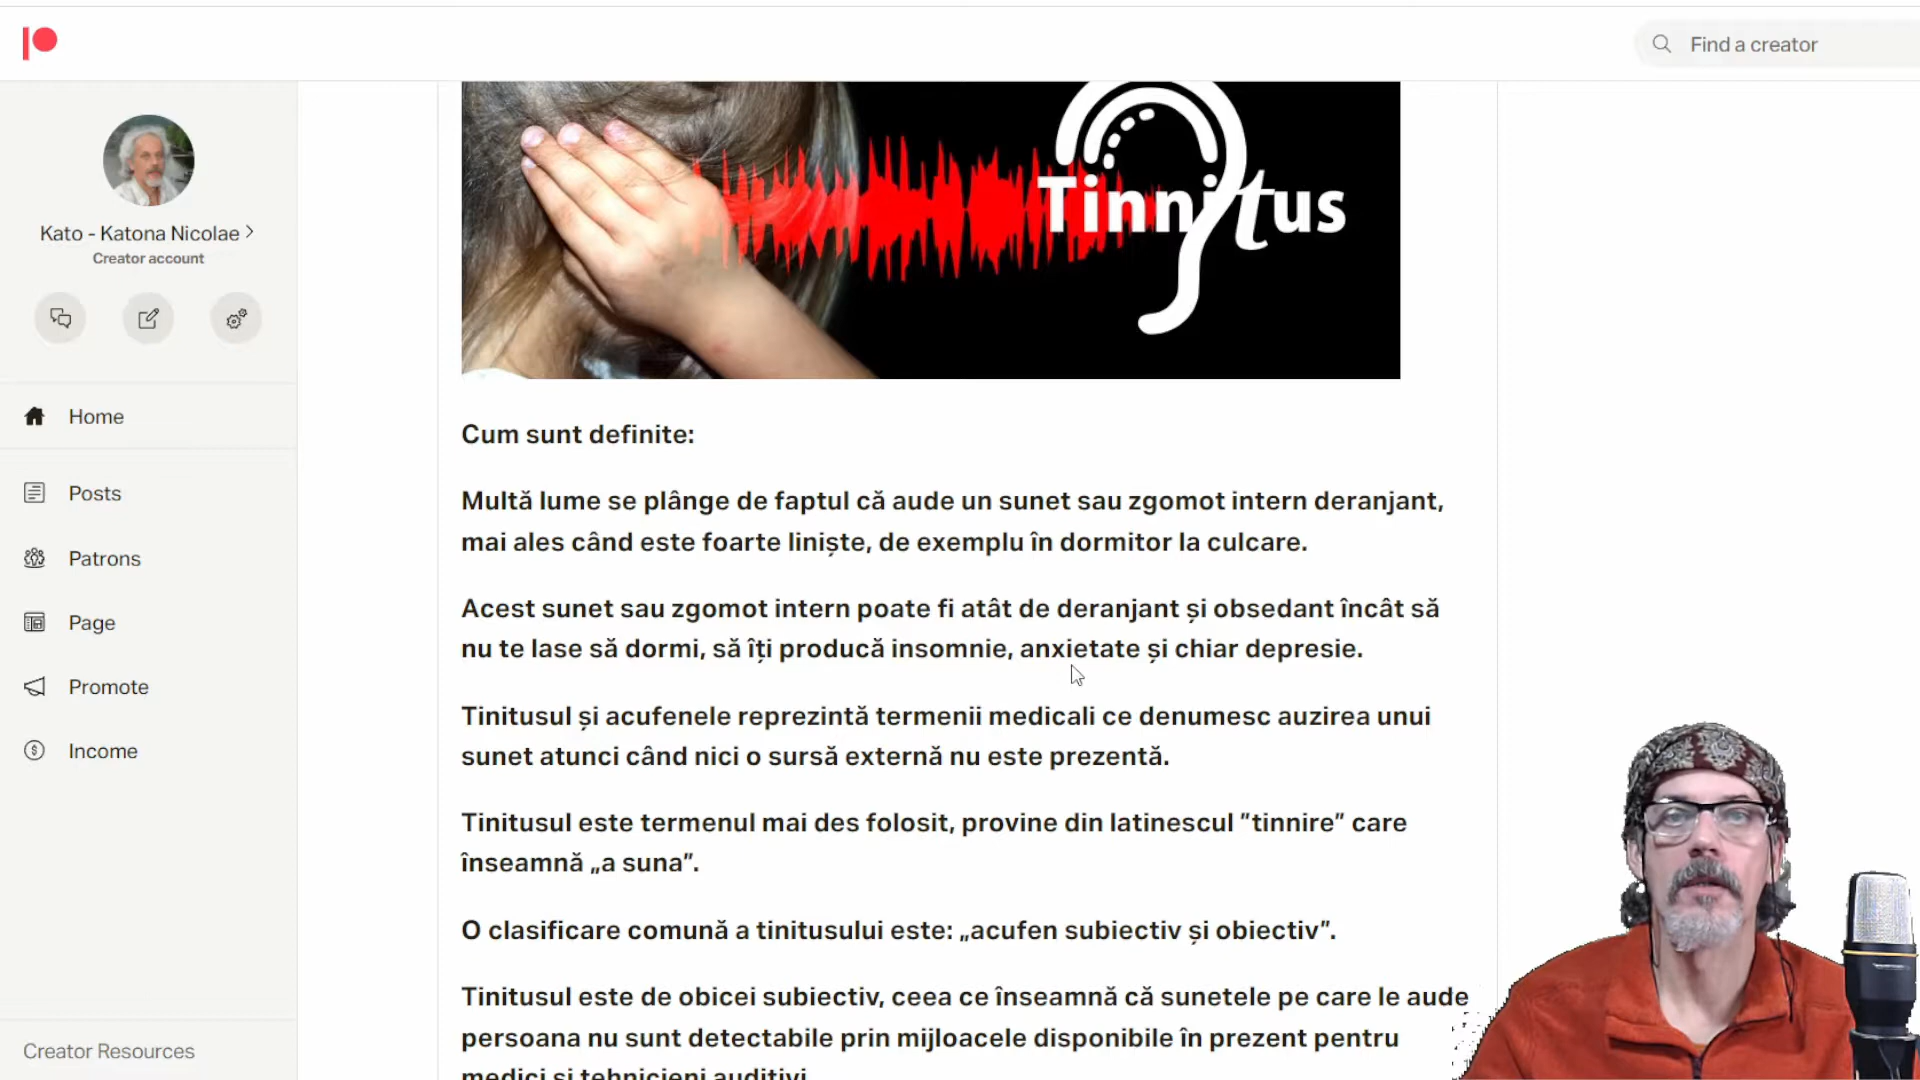 Find a creator
Tinnitus
Kato - Katona Nicolae
Creator account
Home
Posts
Patrons
Page
Promote
Income
Creator Resources
Cum sunt definite:
Multă lume se plânge de faptul că aude un sunet sau zgomot intern deranjant,
mai ales când este foarte liniște, de exemplu în dormitor la culcare.
Acest sunet sau zgomot intern poate fi atât de deranjant și obsedant încât să
nu te lase să dormi, să îți producă insomnie, anxietate și chiar depresie.
Tinitusul și acufenele reprezintă termenii medicali ce denumesc auzirea unui
sunet atunci când nici o sursă externă nu este prezentă.
Tinitusul este termenul mai des folosit, provine din latinescul ”tinnire” care
înseamnă „a suna”.
O clasificare comună a tinitusului este: „acufen subiectiv și obiectiv”.
Tinitusul este de obicei subiectiv, ceea ce înseamnă că sunetele pe care le aude
persoana nu sunt detectabile prin mijloacele disponibile în prezent pentru
medici și tehnicieni auditivi.